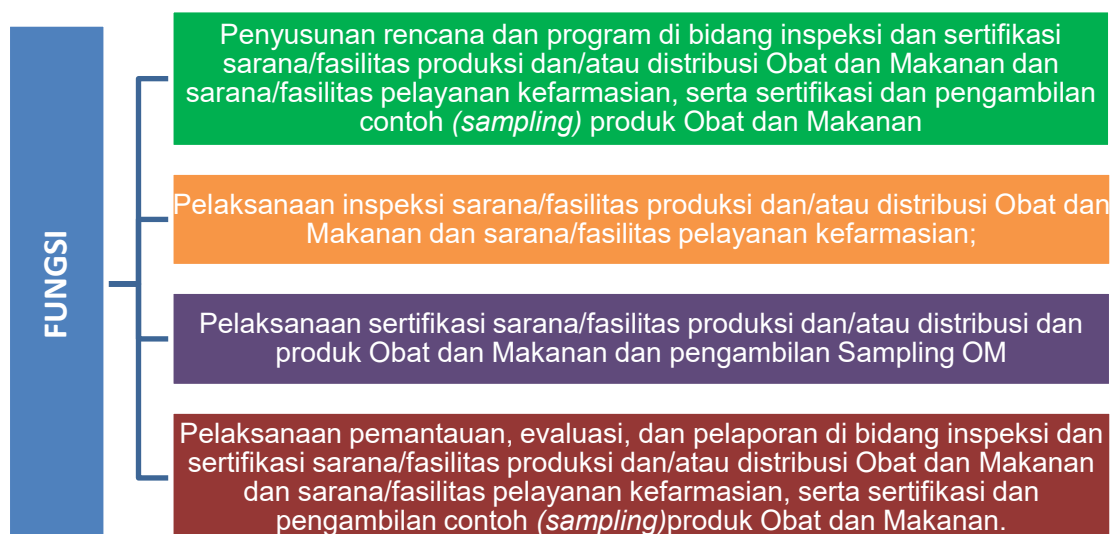 FUNGSI
Penyusunan rencana dan program di bidang inspeksi dan sertifikasi
sarana/fasilitas produksi dan/atau distribusi Obat dan Makanan dan
sarana/fasilitas pelayanan kefarmasian, serta sertifikasi dan pengambilan
contoh (sampling) produk Obat dan Makanan
Pelaksanaan inspeksi sarana/fasilitas produksi dan/atau distribusi Obat dan
Makanan dan sarana/fasilitas pelayanan kefarmasian;
Pelaksanaan sertifikasi sarana/fasilitas produksi dan/atau distribusi dan
produk Obat dan Makanan dan pengambilan Sampling OM
Pelaksanaan pemantauan, evaluasi, dan pelaporan di bidang inspeksi dan
sertifikasi sarana/fasilitas produksi dan/atau distribusi Obat dan Makanan
dan sarana/fasilitas pelayanan kefarmasian, serta sertifikasi dan
pengambilan contoh (sampling)produk Obat dan Makanan.